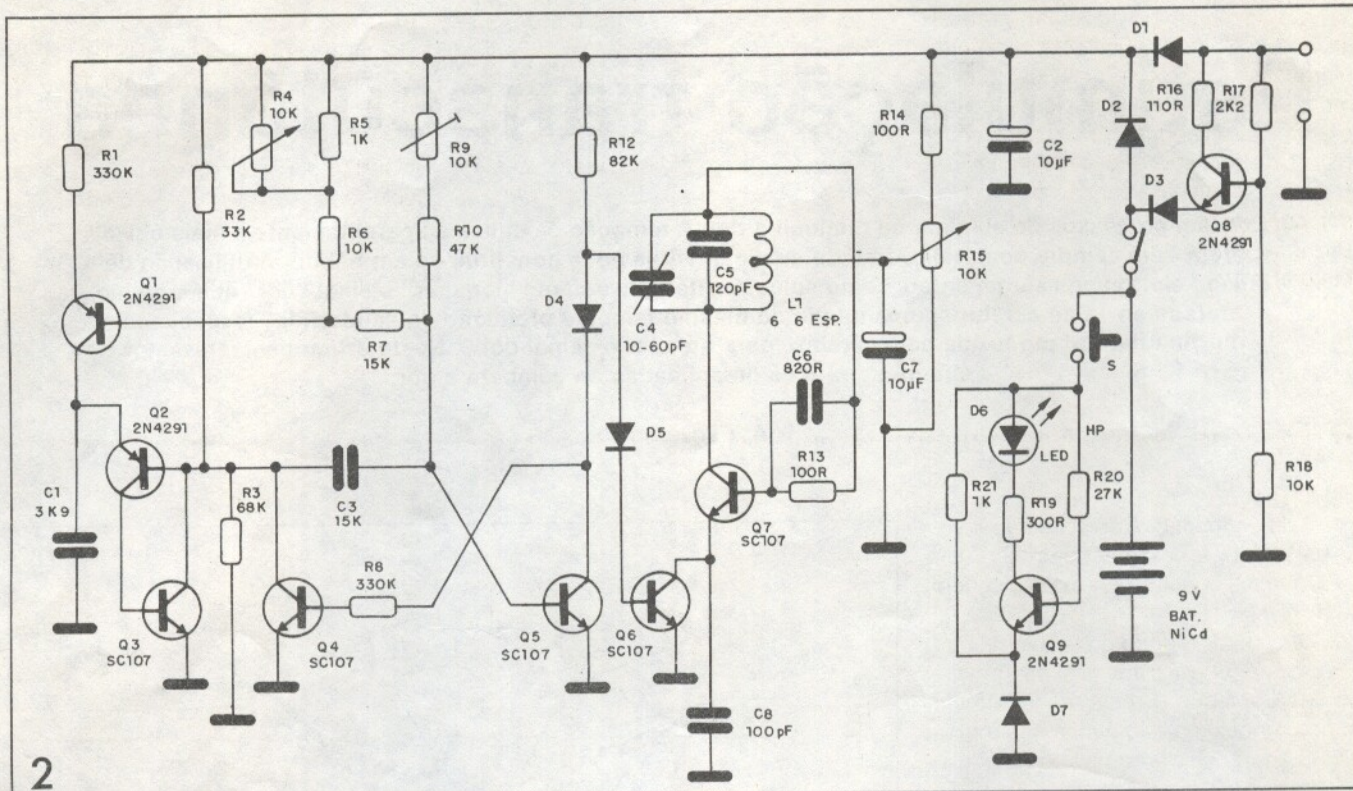 R1
330K
R2
33K
R4
10K
R5
1K
R6
10K
R9
10K
R10
47K
R12
82K
R14
100R
C2
10µF
D1
D2
D3
R16
110R
R17
2K2
Q8
2N4291
Q1
2N4291
R7
15K
D4
C4
10-60pF
C5
120pF
L1
6 6 ESP.
R15
10K
C6
820R
C7
10µF
S
Q2
2N4291
C1
3K9
R3
68K
C3
15K
D5
R13
100R
Q7
SC107
D6
HP
LED
R21
1K
R19
300R
R20
27K
R18
10K
R8
330K
Q3
SC107
Q4
SC107
Q5
SC107
Q6
SC107
C8
100pF
Q9
2N4291
D7
9V
BAT.
NiCd
2